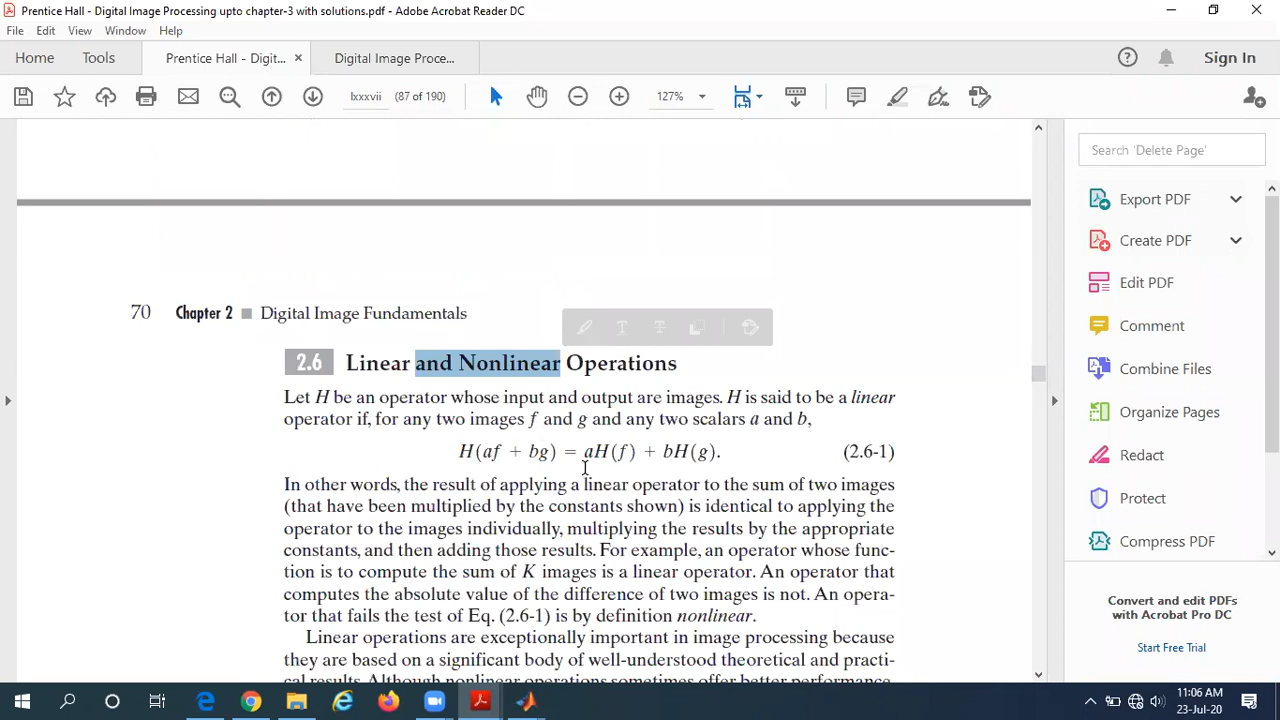 Prentice Hall - Digital Image Processing upto chapter-3 with solutions.pdf - Adobe Acrobat Reader DC
File Edit View Window Help
Home Tools Prentice Hall - Digit... × Digital Image Proce... Sign In
lxxxvii (87 of 190) 127%
Search 'Delete Page'
Export PDF
Create PDF
Edit PDF
Comment
Combine Files
Organize Pages
Redact
Protect
Compress PDF
Convert and edit PDFs
with Acrobat Pro DC
Start Free Trial
70 Chapter 2 ■ Digital Image Fundamentals
2.6 Linear and Nonlinear Operations
Let H be an operator whose input and output are images. H is said to be a linear
operator if, for any two images f and g and any two scalars a and b,
H(af + bg) = aH(f) + bH(g). (2.6-1)
In other words, the result of applying a linear operator to the sum of two images
(that have been multiplied by the constants shown) is identical to applying the
operator to the images individually, multiplying the results by the appropriate
constants, and then adding those results. For example, an operator whose func-
tion is to compute the sum of K images is a linear operator. An operator that
computes the absolute value of the difference of two images is not. An opera-
tor that fails the test of Eq. (2.6-1) is by definition nonlinear.
Linear operations are exceptionally important in image processing because
they are based on a significant body of well-understood theoretical and practi-
cal results. Although nonlinear operations sometimes offer better performance,
11:06 AM
23-Jul-20